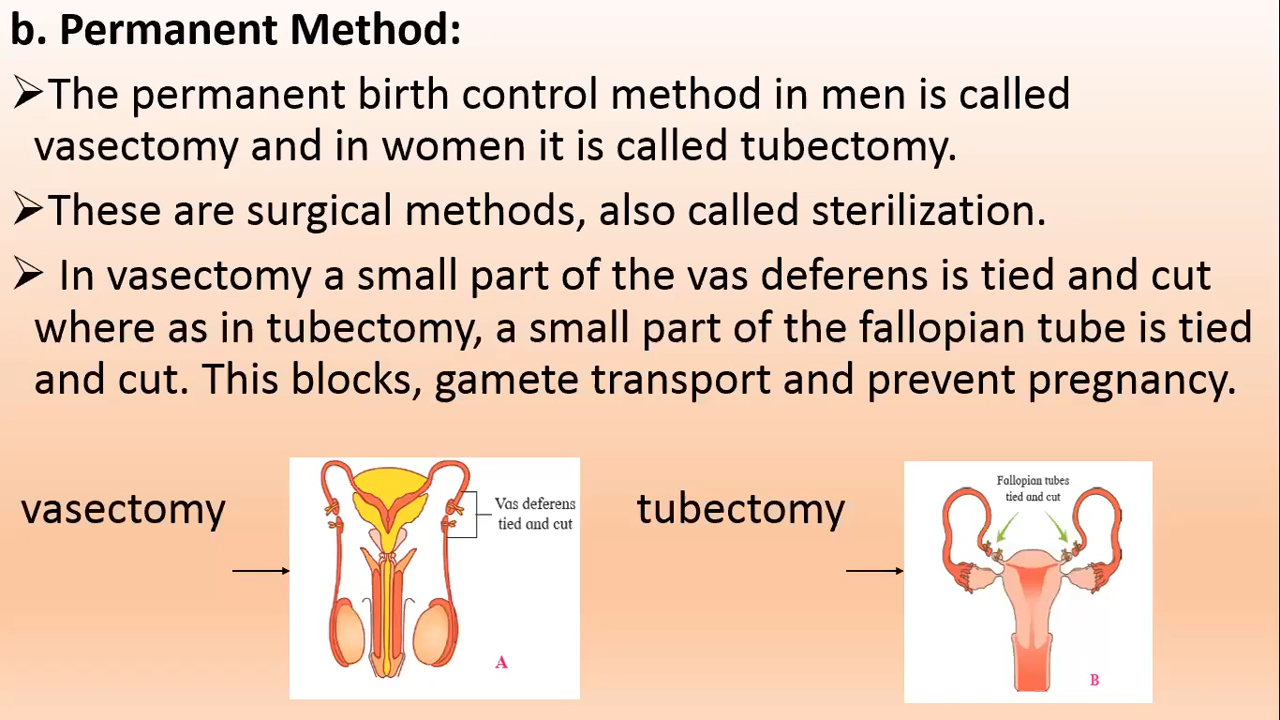 b. Permanent Method:
➢The permanent birth control method in men is called
vasectomy and in women it is called tubectomy.
➢These are surgical methods, also called sterilization.
➢ In vasectomy a small part of the vas deferens is tied and cut
where as in tubectomy, a small part of the fallopian tube is tied
and cut. This blocks, gamete transport and prevent pregnancy.
vasectomy
Vas deferens
tied and cut
A
tubectomy
Fallopian tubes
tied and cut
B